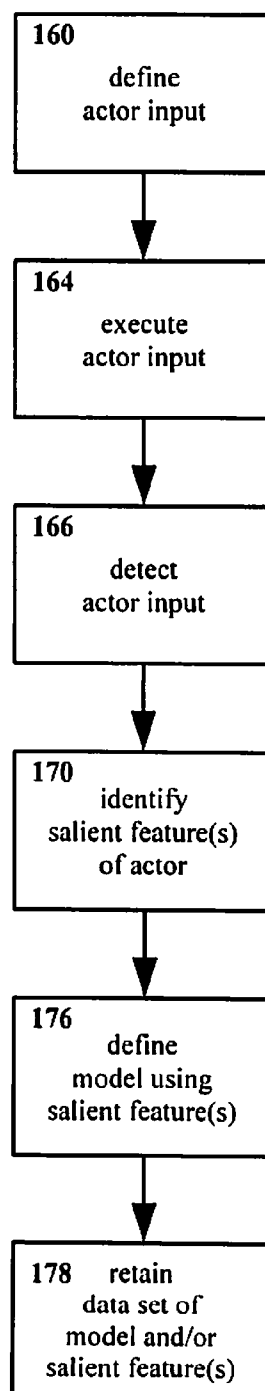 160
define
actor input
164
execute
actor input
166
detect
actor input
170
identify
salient feature(s)
of actor
176
define
model using
salient feature(s)
178 retain
data set of
model and/or
salient feature(s)